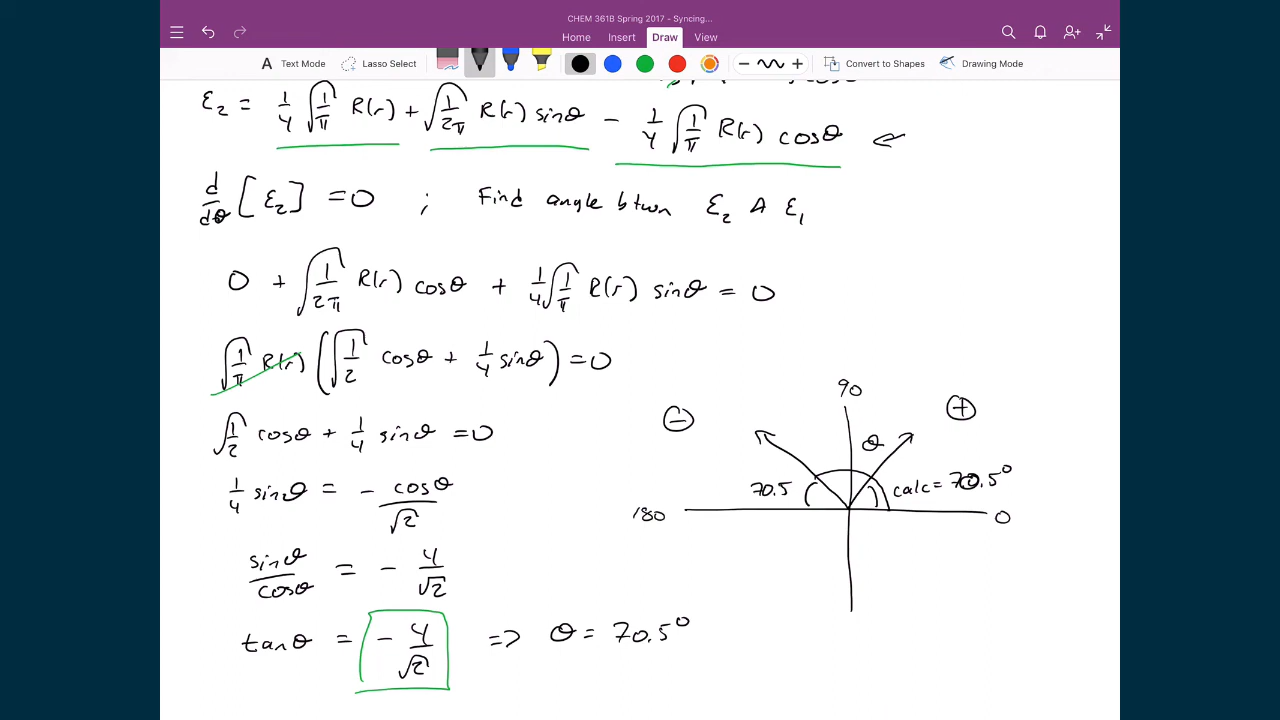 CHEM 361B Spring 2017 - Syncing...
Home Insert Draw View
Text Mode Lasso Select Convert to Shapes Drawing Mode
ε₂ = 1/4 √(1/π) R(r) + √(1/2π) R(r) sinθ − 1/4 √(1/π) R(r) cosθ ⇐
d/dθ [ε₂] = 0 ; Find angle btwn ε₂ & ε₁
0 + √(1/2π) R(r) cosθ + 1/4 √(1/π) R(r) sinθ = 0
√(1/π) R(r) (√(1/2) cosθ + 1/4 sinθ) = 0
√(1/2) cosθ + 1/4 sinθ = 0
1/4 sinθ = − cosθ/√2
sinθ/cosθ = − 4/√2
tanθ = − 4/√2 ⇒ θ = 70.5°
90
− +
θ
70.5 calc = 70.5°
180 0